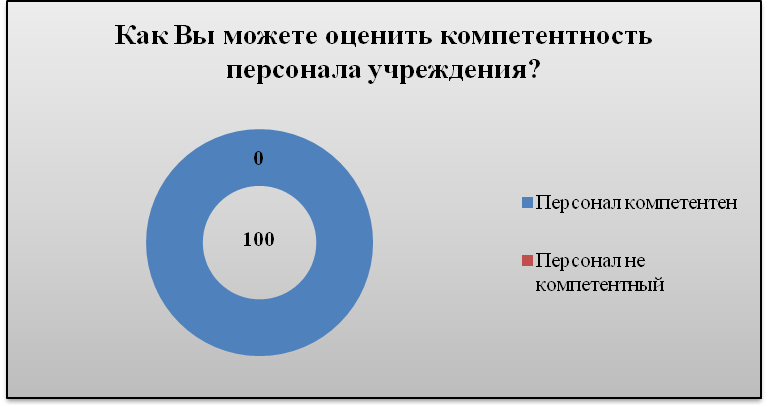 Как Вы можете оценить компетентность
персонала учреждения?
0
100
Персонал компетентен
Персонал не
компетентный